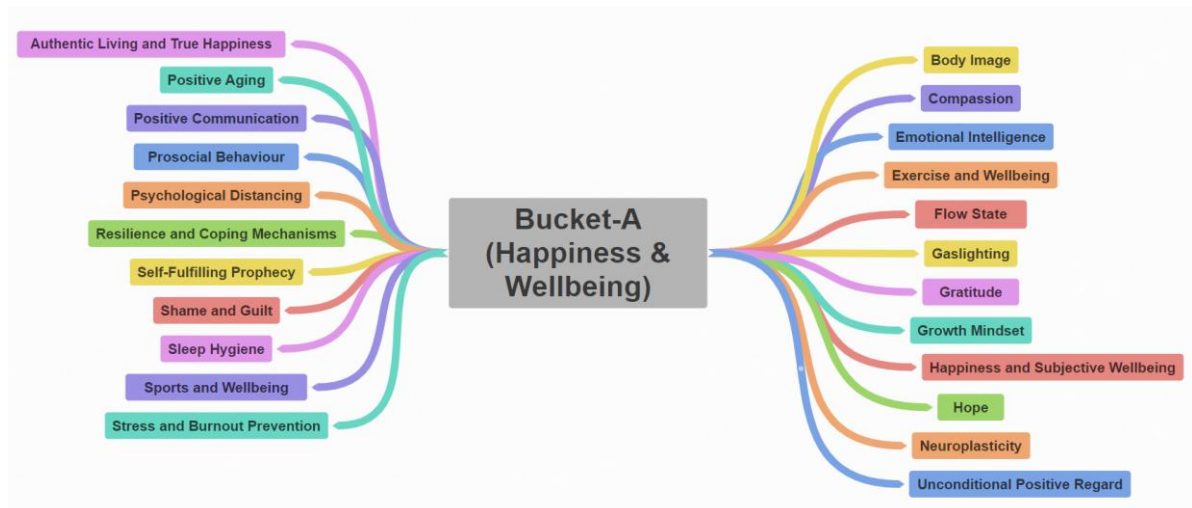 Authentic Living and True Happiness
Positive Aging
Positive Communication
Prosocial Behaviour
Psychological Distancing
Resilience and Coping Mechanisms
Self-Fulfilling Prophecy
Shame and Guilt
Sleep Hygiene
Sports and Wellbeing
Stress and Burnout Prevention
Bucket-A
(Happiness &
Wellbeing)
Body Image
Compassion
Emotional Intelligence
Exercise and Wellbeing
Flow State
Gaslighting
Gratitude
Growth Mindset
Happiness and Subjective Wellbeing
Hope
Neuroplasticity
Unconditional Positive Regard